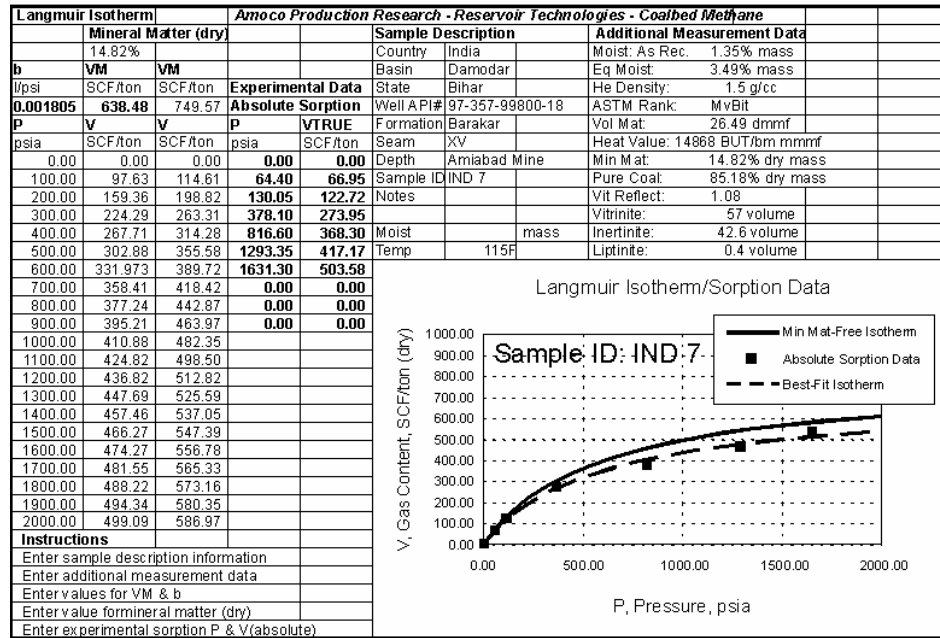 Langmuir Isotherm Amoco Production Research - Reservoir Technologies - Coalbed Methane
Mineral Matter (dry) Sample Description Additional Measurement Data
14.82% Country India Moist: As Rec. 1.35% mass
b VM VM Basin Damodar Eq Moist: 3.49% mass
l/psi SCF/ton SCF/ton Experimental Data State Bihar He Density: 1.5 g/cc
0.001805 638.48 749.57 Absolute Sorption Well API# 97-357-99800-18 ASTM Rank: MvBit
P V V P VTRUE Formation Barakar Vol Mat: 26.49 dmmf
psia SCF/ton SCF/ton psia SCF/ton Seam XV Heat Value: 14868 BUT/bm mmmf
0.00 0.00 0.00 0.00 0.00 Depth Amiabad Mine Min Mat: 14.82% dry mass
100.00 97.63 114.61 64.40 66.95 Sample ID IND 7 Pure Coal: 85.18% dry mass
200.00 159.36 198.82 130.05 122.72 Notes Vit Reflect: 1.08
300.00 224.29 263.31 378.10 273.95 Vitrinite: 57 volume
400.00 267.71 314.28 816.60 368.30 Moist mass Inertinite: 42.6 volume
500.00 302.88 355.58 1293.35 417.17 Temp 115F Liptinite: 0.4 volume
600.00 331.973 389.72 1631.30 503.58
700.00 358.41 418.42 0.00 0.00
800.00 377.24 442.87 0.00 0.00
900.00 395.21 463.97 0.00 0.00
1000.00 410.88 482.35
1100.00 424.82 498.50
1200.00 436.82 512.82
1300.00 447.69 525.59
1400.00 457.46 537.05
1500.00 466.27 547.39
1600.00 474.27 556.78
1700.00 481.55 565.33
1800.00 488.22 573.16
1900.00 494.34 580.35
2000.00 499.09 586.97
Instructions
Enter sample description information
Enter additional measurement data
Enter values for VM & b
Enter value formineral matter (dry)
Enter experimental sorption P & V(absolute)
Langmuir Isotherm/Sorption Data
Sample ID: IND 7
Min Mat-Free Isotherm
Absolute Sorption Data
Best-Fit Isotherm
V, Gas Content, SCF/ton (dry)
1000.00
900.00
800.00
700.00
600.00
500.00
400.00
300.00
200.00
100.00
0.00
0.00 500.00 1000.00 1500.00 2000.00
P, Pressure, psia